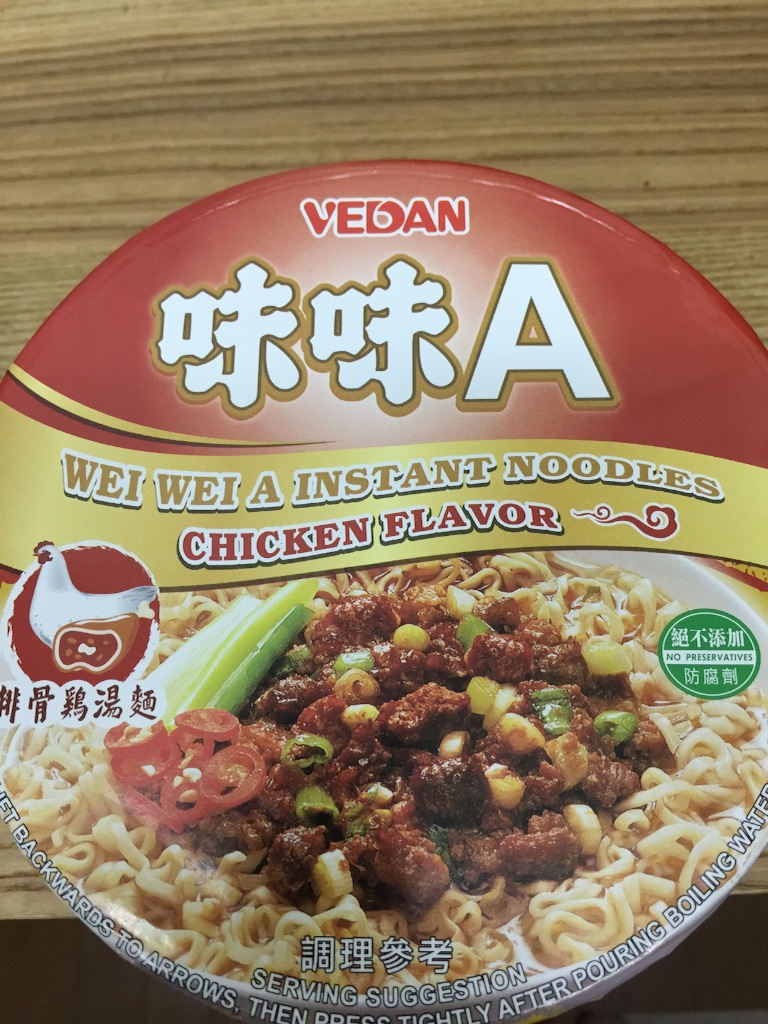 VEDAN
味味A
WEI WEI A INSTANT NOODLES
CHICKEN FLAVOR
絕不添加
NO PRESERVATIVES
防腐劑
排骨鷄湯麵
調理參考
SERVING SUGGESTION
BACKWARDS TO ARROWS, THEN PRESS TIGHTLY AFTER POURING BOILING WATER